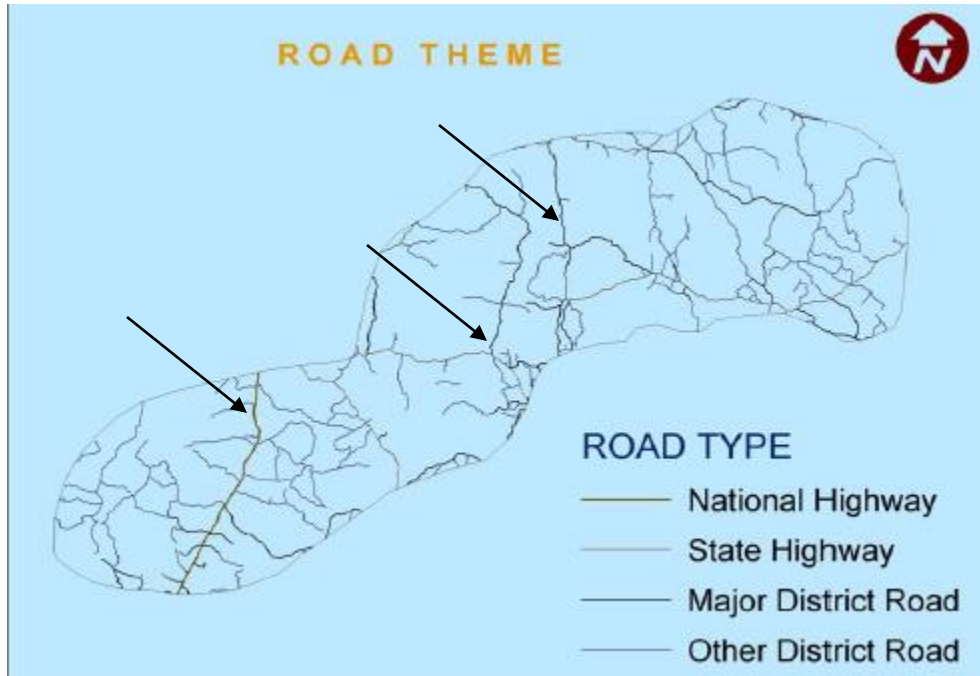 ROAD THEME
N
ROAD TYPE
National Highway
State Highway
Major District Road
Other District Road